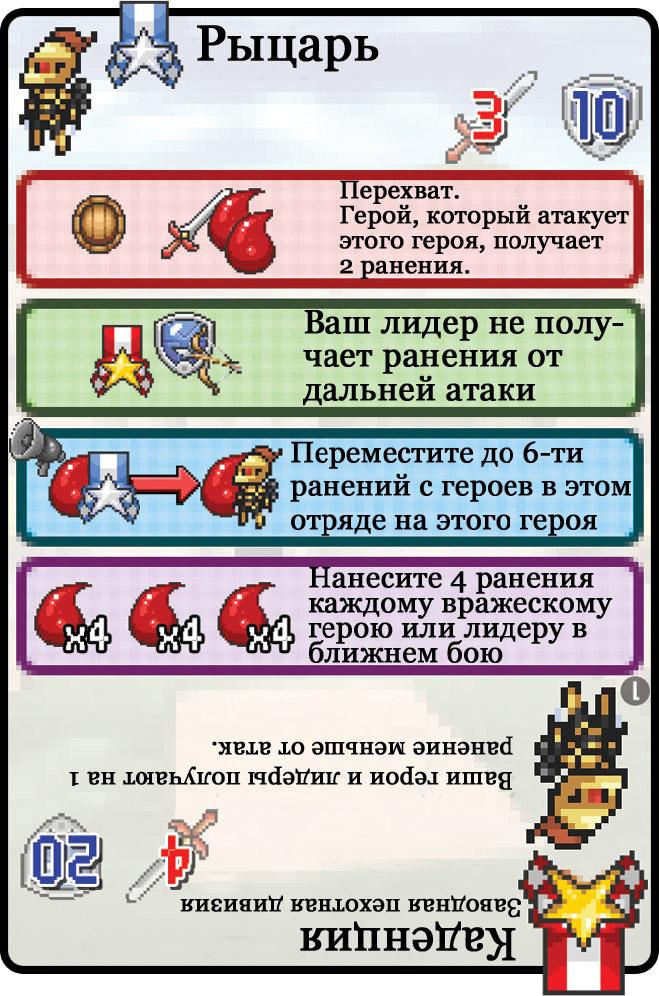 Рыцарь
3
10
Перехват.
Герой, который атакует
этого героя, получает
2 ранения.
Ваш лидер не полу-
чает ранения от
дальней атаки
Переместите до 6-ти
ранений с героев в этом
отряде на этого героя
Нанесите 4 ранения
каждому вражескому
герою или лидеру в
ближнем бою
x4
x4
x4
1
Каденция
Заводная пехотная дивизия
4
20
Ваши герои и лидеры получают на 1
ранение меньше от атак.